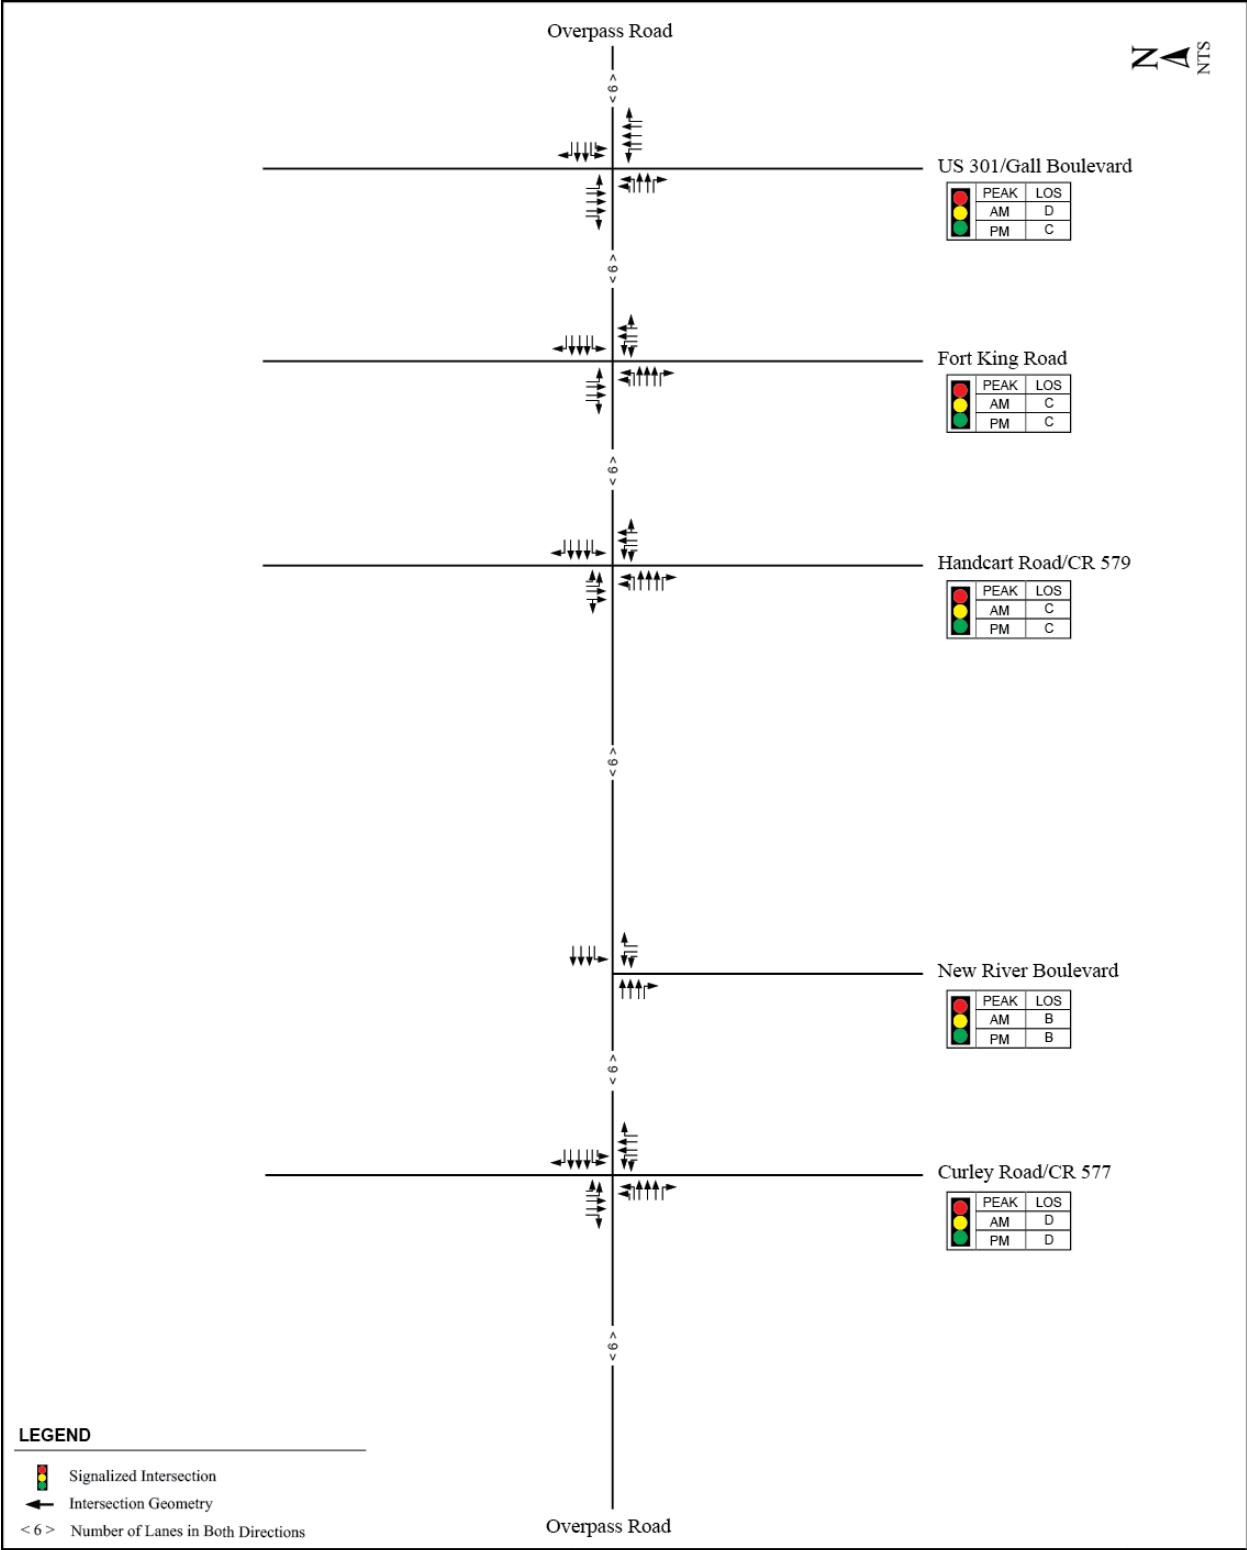 Overpass Road
N
NTS
< 6 >
US 301/Gall Boulevard
PEAK LOS
AM D
PM C
< 6 >
Fort King Road
PEAK LOS
AM C
PM C
< 6 >
Handcart Road/CR 579
PEAK LOS
AM C
PM C
< 6 >
New River Boulevard
PEAK LOS
AM B
PM B
< 6 >
Curley Road/CR 577
PEAK LOS
AM D
PM D
< 6 >
LEGEND
Signalized Intersection
Intersection Geometry
< 6 > Number of Lanes in Both Directions
Overpass Road